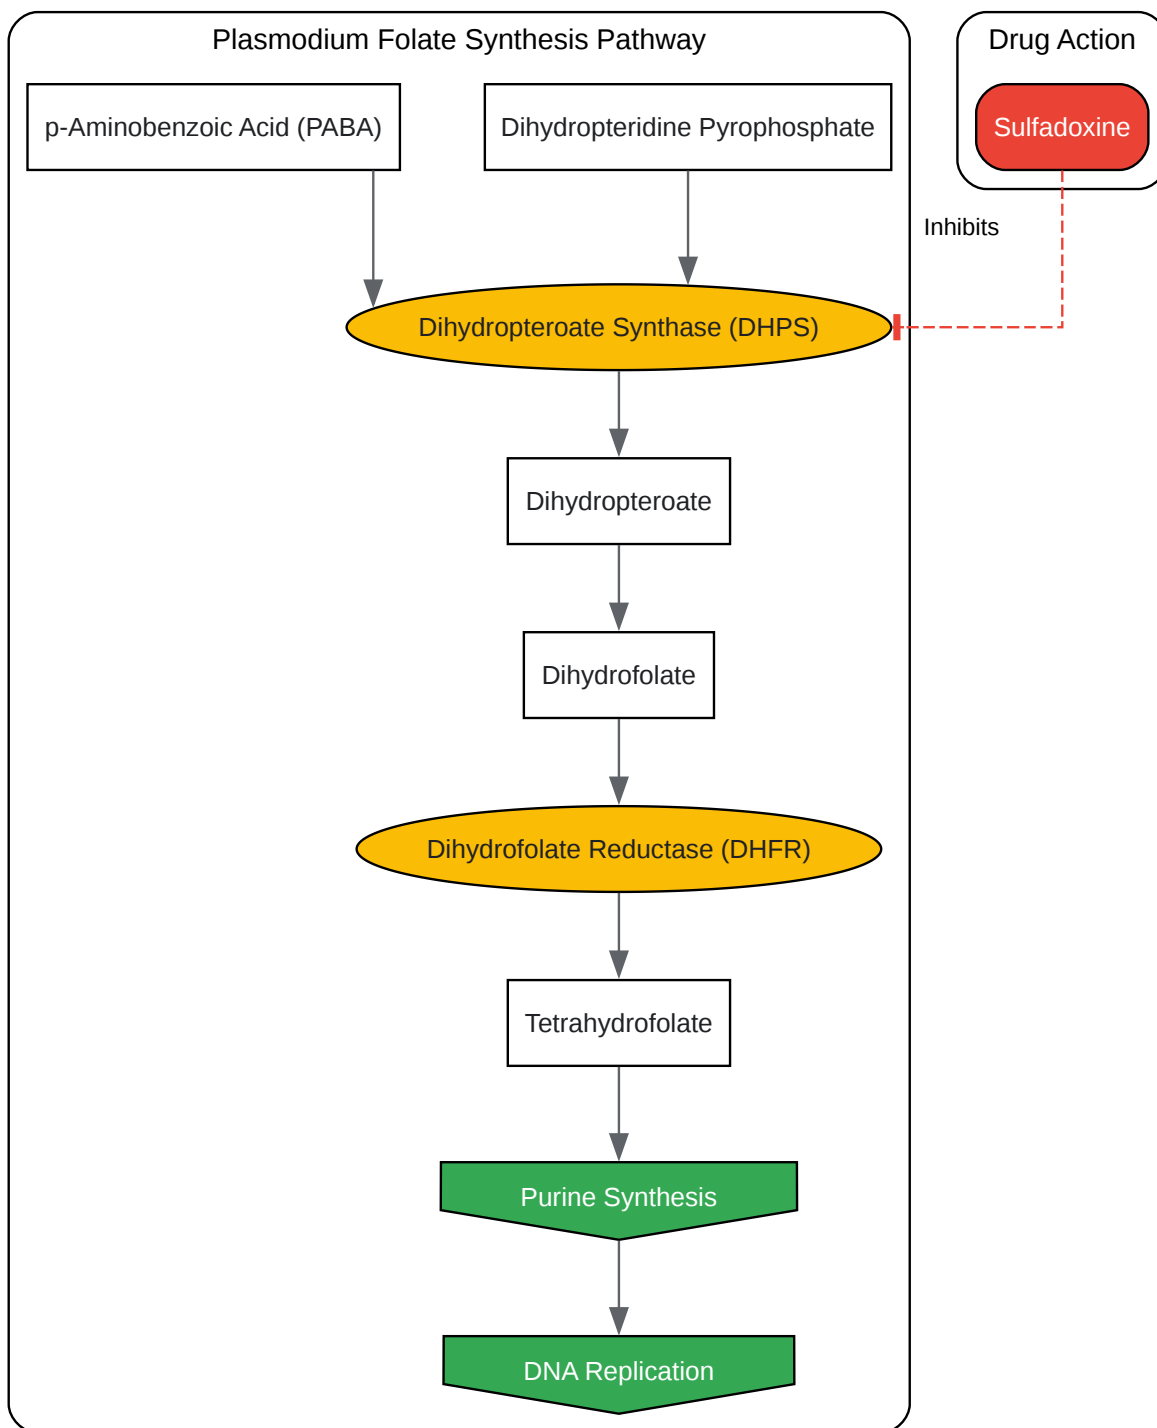 Plasmodium Folate Synthesis Pathway
Drug Action
p-Aminobenzoic Acid (PABA)
Dihydropteridine Pyrophosphate
Sulfadoxine
Inhibits
Dihydropteroate Synthase (DHPS)
Dihydropteroate
Dihydrofolate
Dihydrofolate Reductase (DHFR)
Tetrahydrofolate
Purine Synthesis
DNA Replication